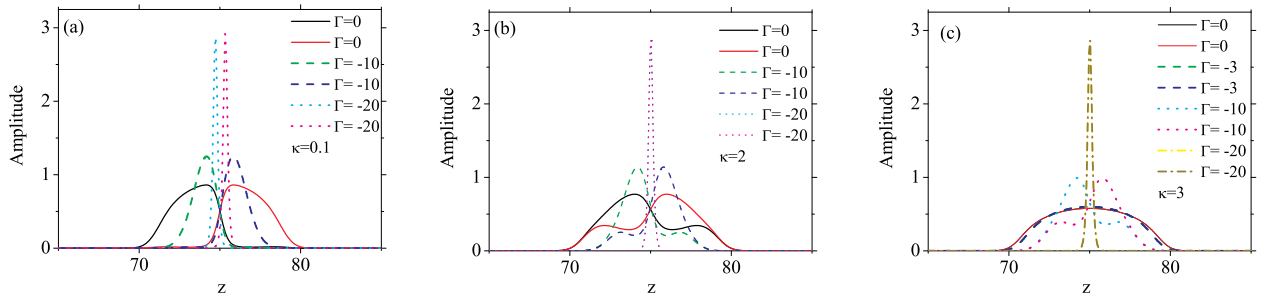 (a)
Γ=0
Γ=0
Γ= -10
Γ= -10
Γ= -20
Γ= -20
κ=0.1
Amplitude
3
2
1
0
70
80
z
(b)
Γ=0
Γ=0
Γ= -10
Γ= -10
Γ= -20
Γ= -20
κ=2
Amplitude
3
2
1
0
70
80
z
(c)
Γ=0
Γ=0
Γ= -3
Γ= -3
Γ= -10
Γ= -10
Γ= -20
Γ= -20
κ=3
Amplitude
3
2
1
0
70
80
z